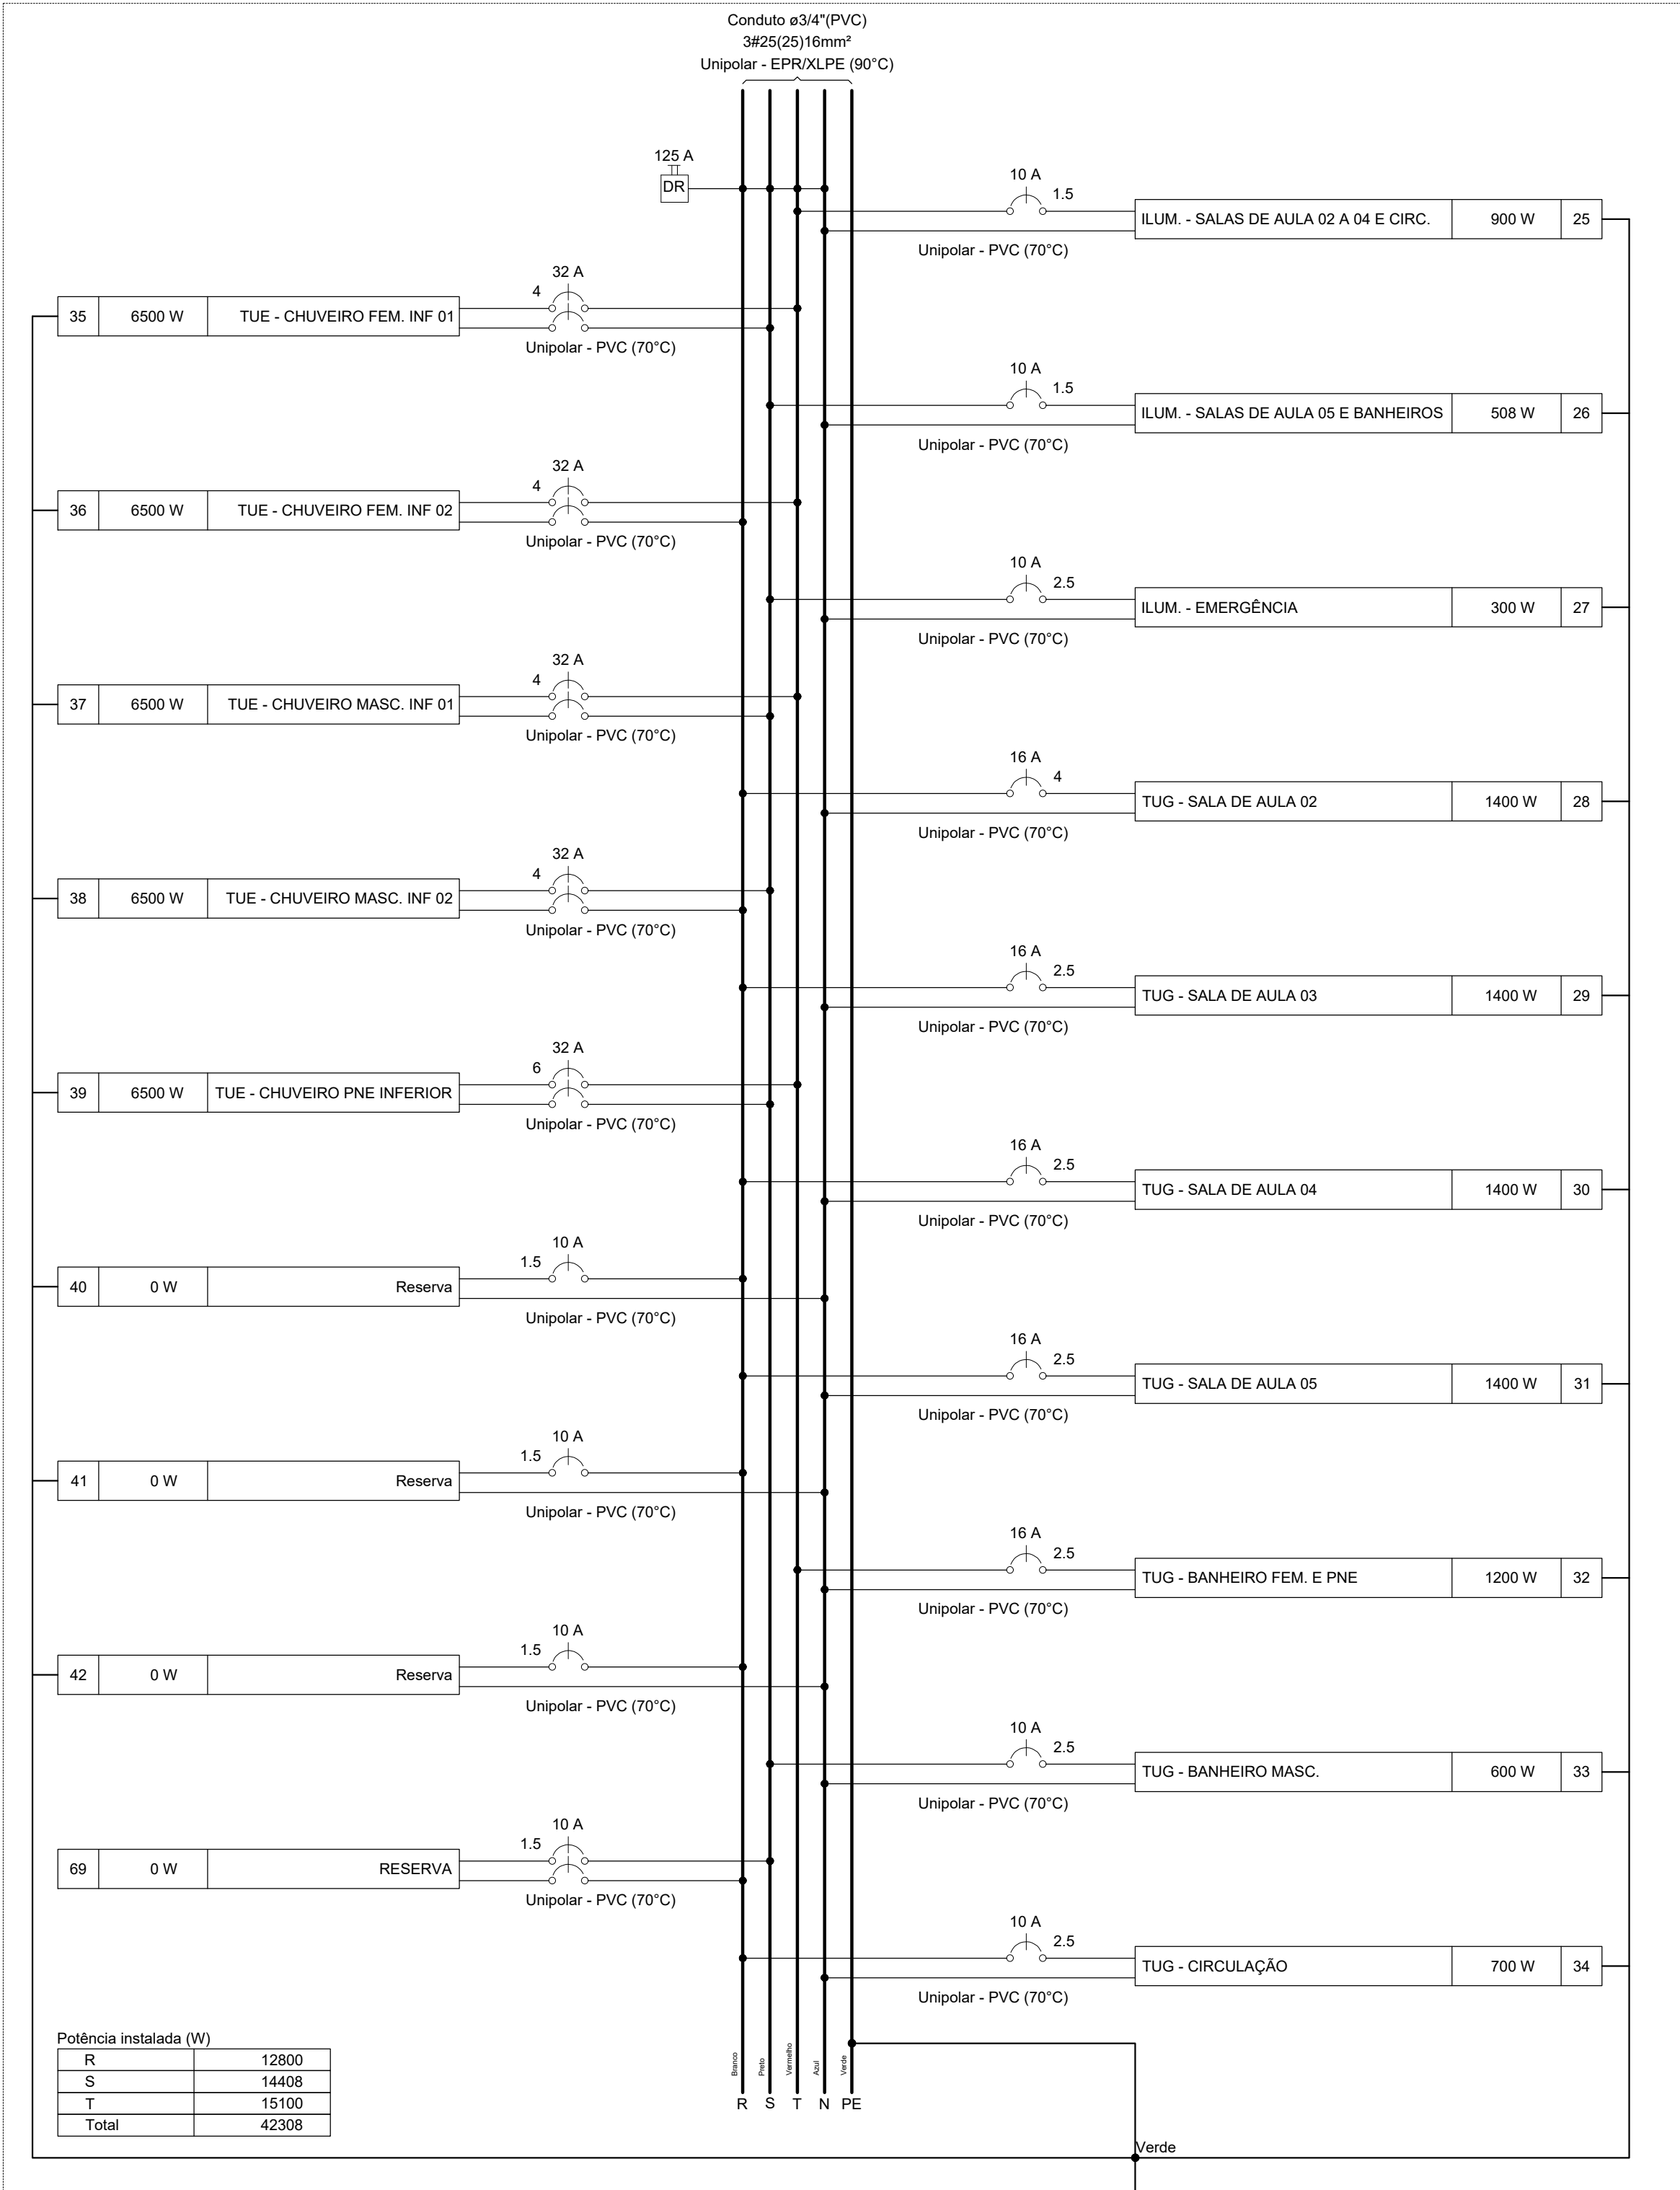 Conduto ø3/4"(PVC)
3#25(25)16mm²
Unipolar - EPR/XLPE (90°C)
125 A
DR
10 A
1.5
ILUM. - SALAS DE AULA 02 A 04 E CIRC. 900 W 25
Unipolar - PVC (70°C)
32 A
4
35 6500 W TUE - CHUVEIRO FEM. INF 01
Unipolar - PVC (70°C)
10 A
1.5
ILUM. - SALAS DE AULA 05 E BANHEIROS 508 W 26
Unipolar - PVC (70°C)
32 A
4
36 6500 W TUE - CHUVEIRO FEM. INF 02
Unipolar - PVC (70°C)
10 A
2.5
ILUM. - EMERGÊNCIA 300 W 27
Unipolar - PVC (70°C)
32 A
4
37 6500 W TUE - CHUVEIRO MASC. INF 01
Unipolar - PVC (70°C)
16 A
4
TUG - SALA DE AULA 02 1400 W 28
Unipolar - PVC (70°C)
32 A
4
38 6500 W TUE - CHUVEIRO MASC. INF 02
Unipolar - PVC (70°C)
16 A
2.5
TUG - SALA DE AULA 03 1400 W 29
Unipolar - PVC (70°C)
32 A
6
39 6500 W TUE - CHUVEIRO PNE INFERIOR
Unipolar - PVC (70°C)
16 A
2.5
TUG - SALA DE AULA 04 1400 W 30
Unipolar - PVC (70°C)
10 A
1.5
40 0 W Reserva
Unipolar - PVC (70°C)
16 A
2.5
TUG - SALA DE AULA 05 1400 W 31
Unipolar - PVC (70°C)
10 A
1.5
41 0 W Reserva
Unipolar - PVC (70°C)
16 A
2.5
TUG - BANHEIRO FEM. E PNE 1200 W 32
Unipolar - PVC (70°C)
10 A
1.5
42 0 W Reserva
Unipolar - PVC (70°C)
10 A
2.5
TUG - BANHEIRO MASC. 600 W 33
Unipolar - PVC (70°C)
10 A
1.5
69 0 W RESERVA
Unipolar - PVC (70°C)
10 A
2.5
TUG - CIRCULAÇÃO 700 W 34
Unipolar - PVC (70°C)
Potência instalada (W)
R 12800
S 14408
T 15100
Total 42308
Branco Preto Vermelho Azul Verde
R S T N PE
Verde